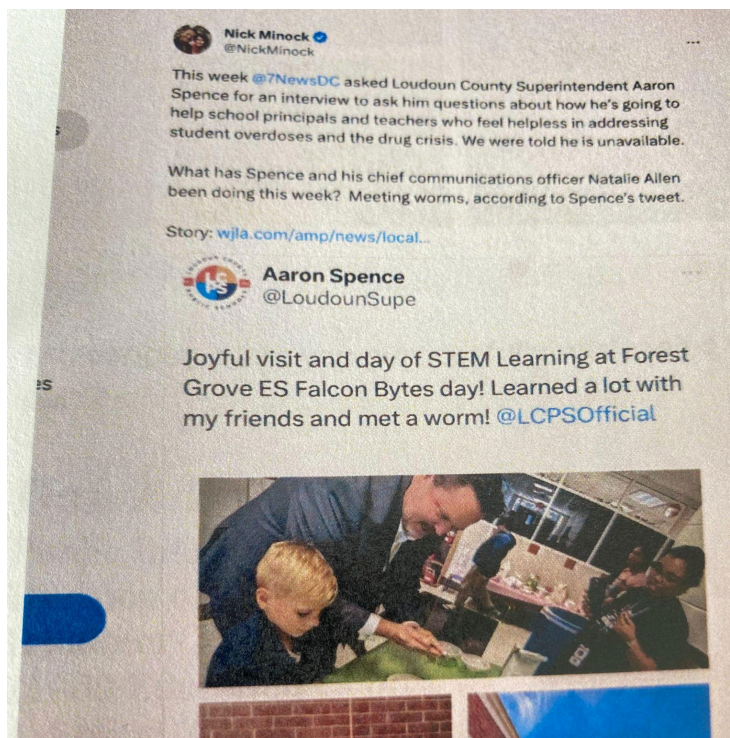 Nick Minock
@NickMinock
This week @7NewsDC asked Loudoun County Superintendent Aaron
Spence for an interview to ask him questions about how he's going to
help school principals and teachers who feel helpless in addressing
student overdoses and the drug crisis. We were told he is unavailable.
What has Spence and his chief communications officer Natalie Allen
been doing this week? Meeting worms, according to Spence's tweet.
Story: wjla.com/amp/news/local...
LC
PS
Aaron Spence
@LoudounSupe
Joyful visit and day of STEM Learning at Forest
Grove ES Falcon Bytes day! Learned a lot with
my friends and met a worm! @LCPSOfficial
s
es